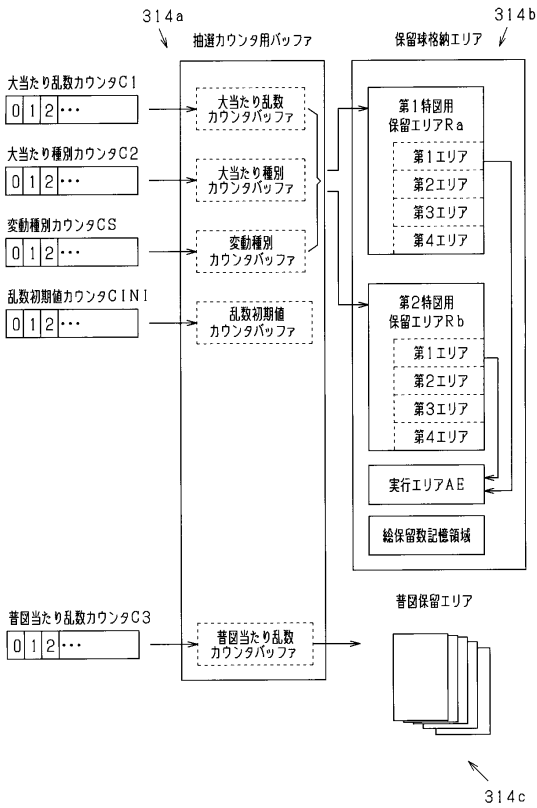 314a
抽選カウンタ用バッファ
保留球格納エリア
314b
大当たり乱数カウンタC1
0 1 2 ･･･
大当たり乱数
カウンタバッファ
第1特図用
保留エリアRa
第1エリア
第2エリア
第3エリア
第4エリア
大当たり種別カウンタC2
0 1 2 ･･･
大当たり種別
カウンタバッファ
変動種別カウンタCS
0 1 2 ･･･
変動種別
カウンタバッファ
乱数初期値カウンタCINI
0 1 2 ･･･
乱数初期値
カウンタバッファ
第2特図用
保留エリアRb
第1エリア
第2エリア
第3エリア
第4エリア
実行エリアAE
総保留数記憶領域
普図保留エリア
普図当たり乱数カウンタC3
0 1 2 ･･･
普図当たり乱数
カウンタバッファ
314c